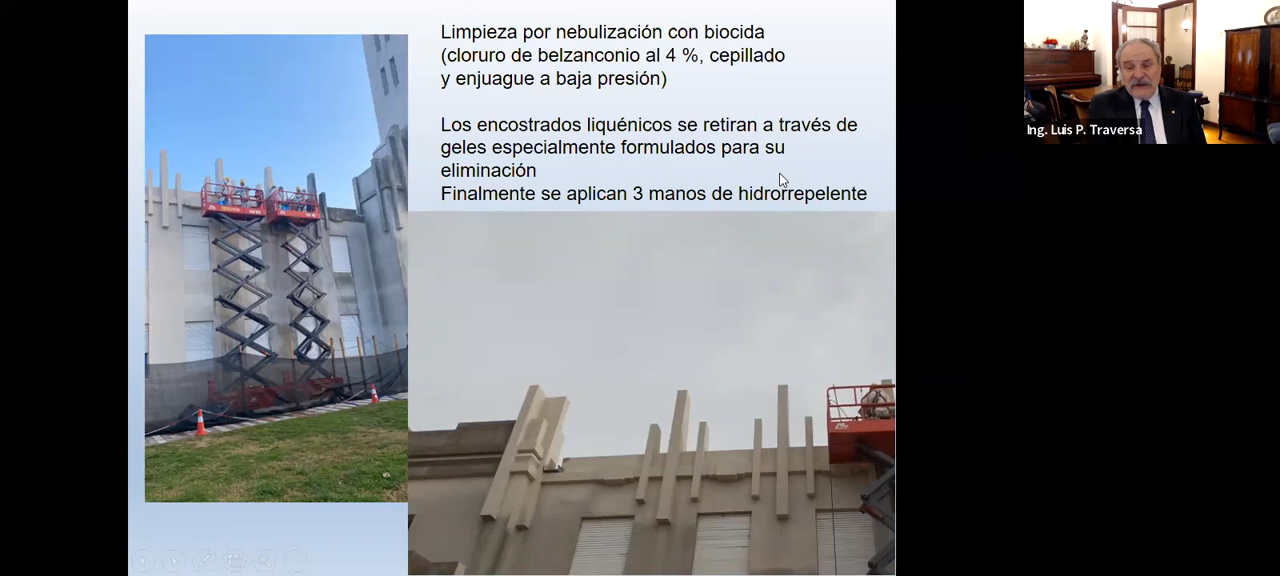 Limpieza por nebulización con biocida
(cloruro de belzanconio al 4 %, cepillado
y enjuague a baja presión)
Los encostrados liquénicos se retiran a través de
geles especialmente formulados para su
eliminación
Finalmente se aplican 3 manos de hidrorrepelente
Ing. Luis P. Traversa